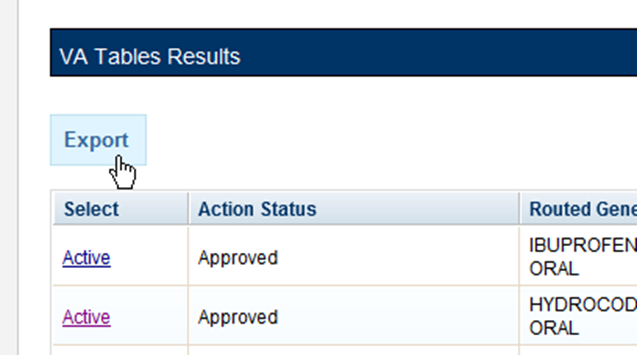 VA Tables Results
Export
Select Action Status Routed Gene
Active Approved IBUPROFEN
ORAL
Active Approved HYDROCOD
ORAL